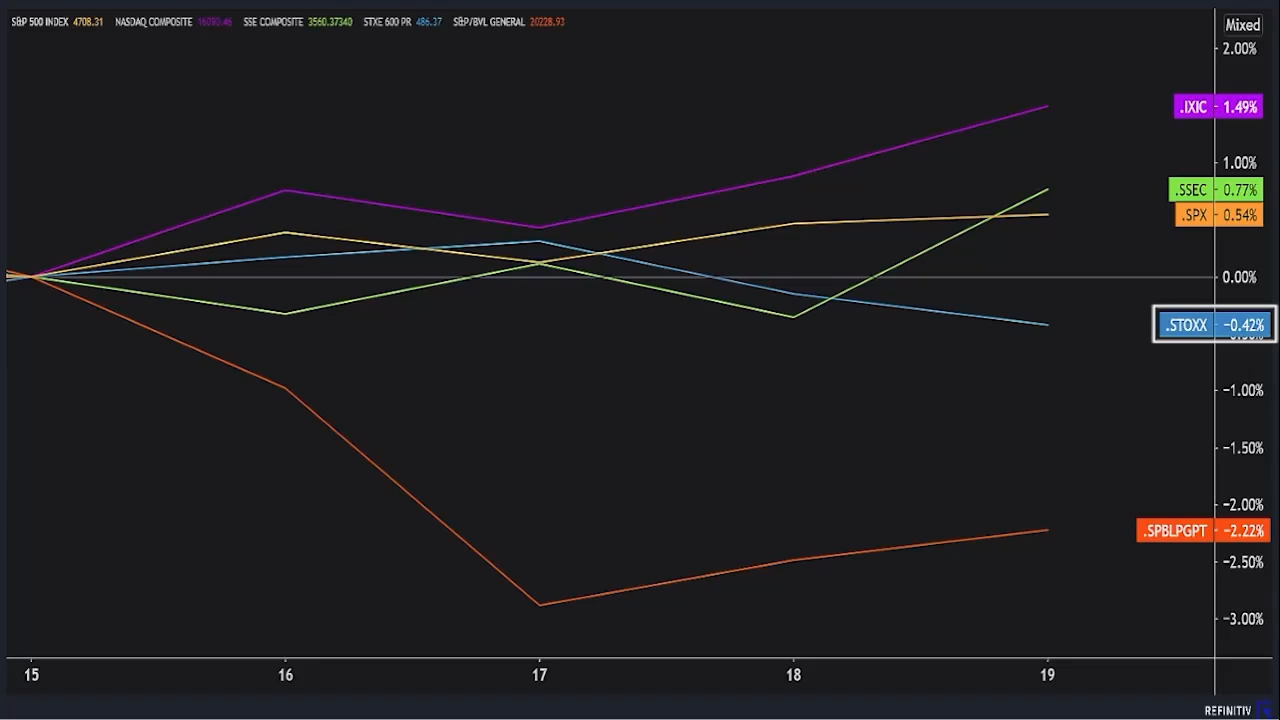 S&P 500 INDEX 4708.31 NASDAQ COMPOSITE 16093.46 SSE COMPOSITE 3560.37340 STXE 600 PR 486.37 S&P/BVL GENERAL 20228.93
Mixed
2.00%
.IXIC 1.49%
1.00%
.SSEC 0.77%
.SPX 0.54%
0.00%
.STOXX −0.42%
−1.00%
−1.50%
−2.00%
.SPBLPGPT −2.22%
−2.50%
−3.00%
15 16 17 18 19
REFINITIV